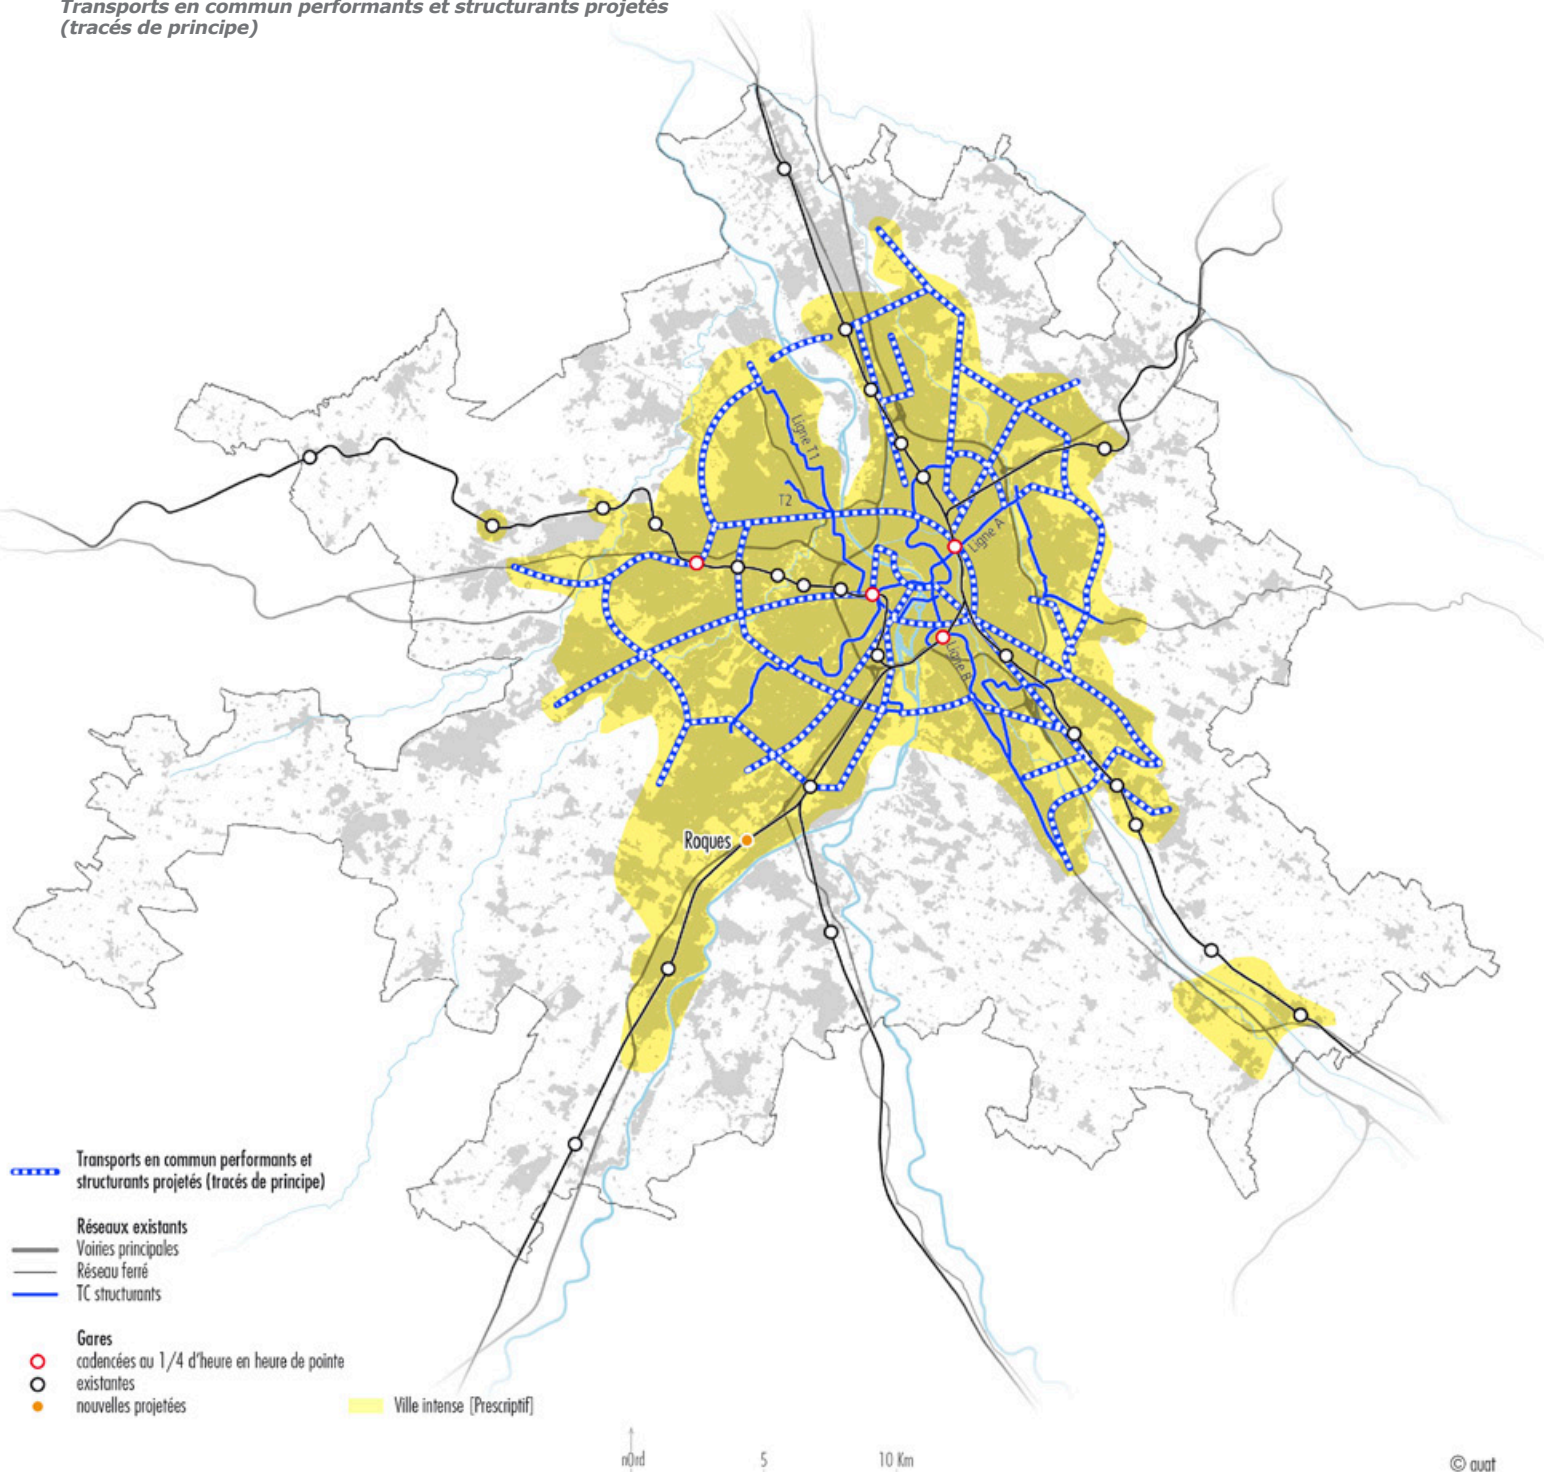 Transports en commun performants et structurants projetés
(tracés de principe)
Ligne T1
T2
Ligne A
Ligne B
Roques
Transports en commun performants et
structurants projetés (tracés de principe)
Réseaux existants
Voiries principales
Réseau ferré
TC structurants
Gares
cadencées au 1/4 d'heure en heure de pointe
existantes
nouvelles projetées
Ville intense [Prescriptif]
nOrd
5
10 Km
© auat